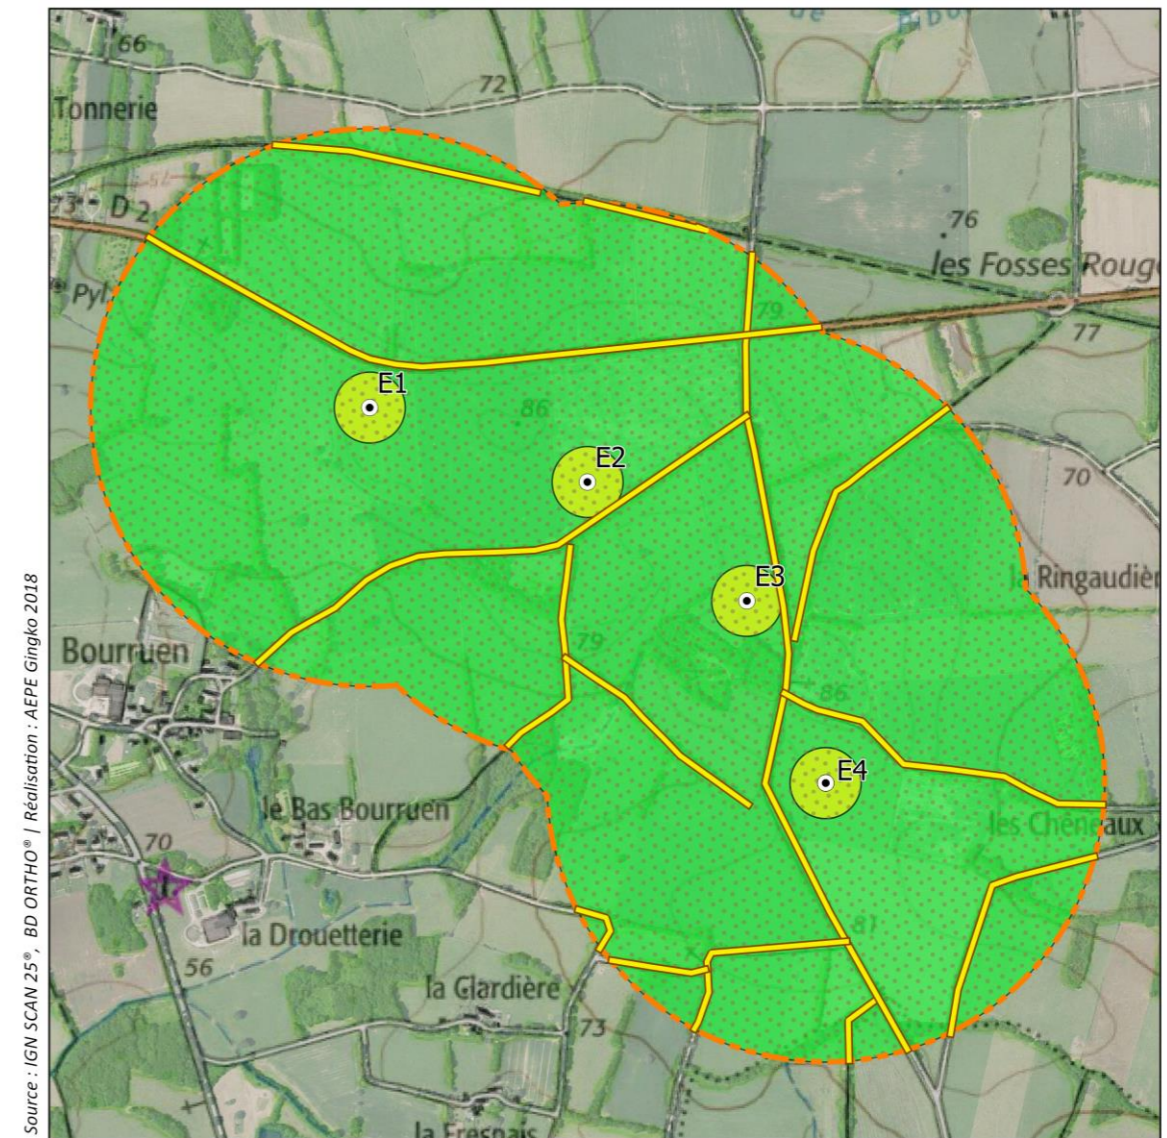 66
72
Tonnerie
D 2
76
les Fosses Roug
Pyl
79
77
E1
86
E2
70
E3
la Ringaudièr
Bourruen
79
86
E4
le Bas Bourruen
les Chéneaux
70
la Drouetterie
81
56
la Glardière
73
la Fresnais
Source : IGN SCAN 25®, BD ORTHO® | Réalisation : AEPE Gingko 2018